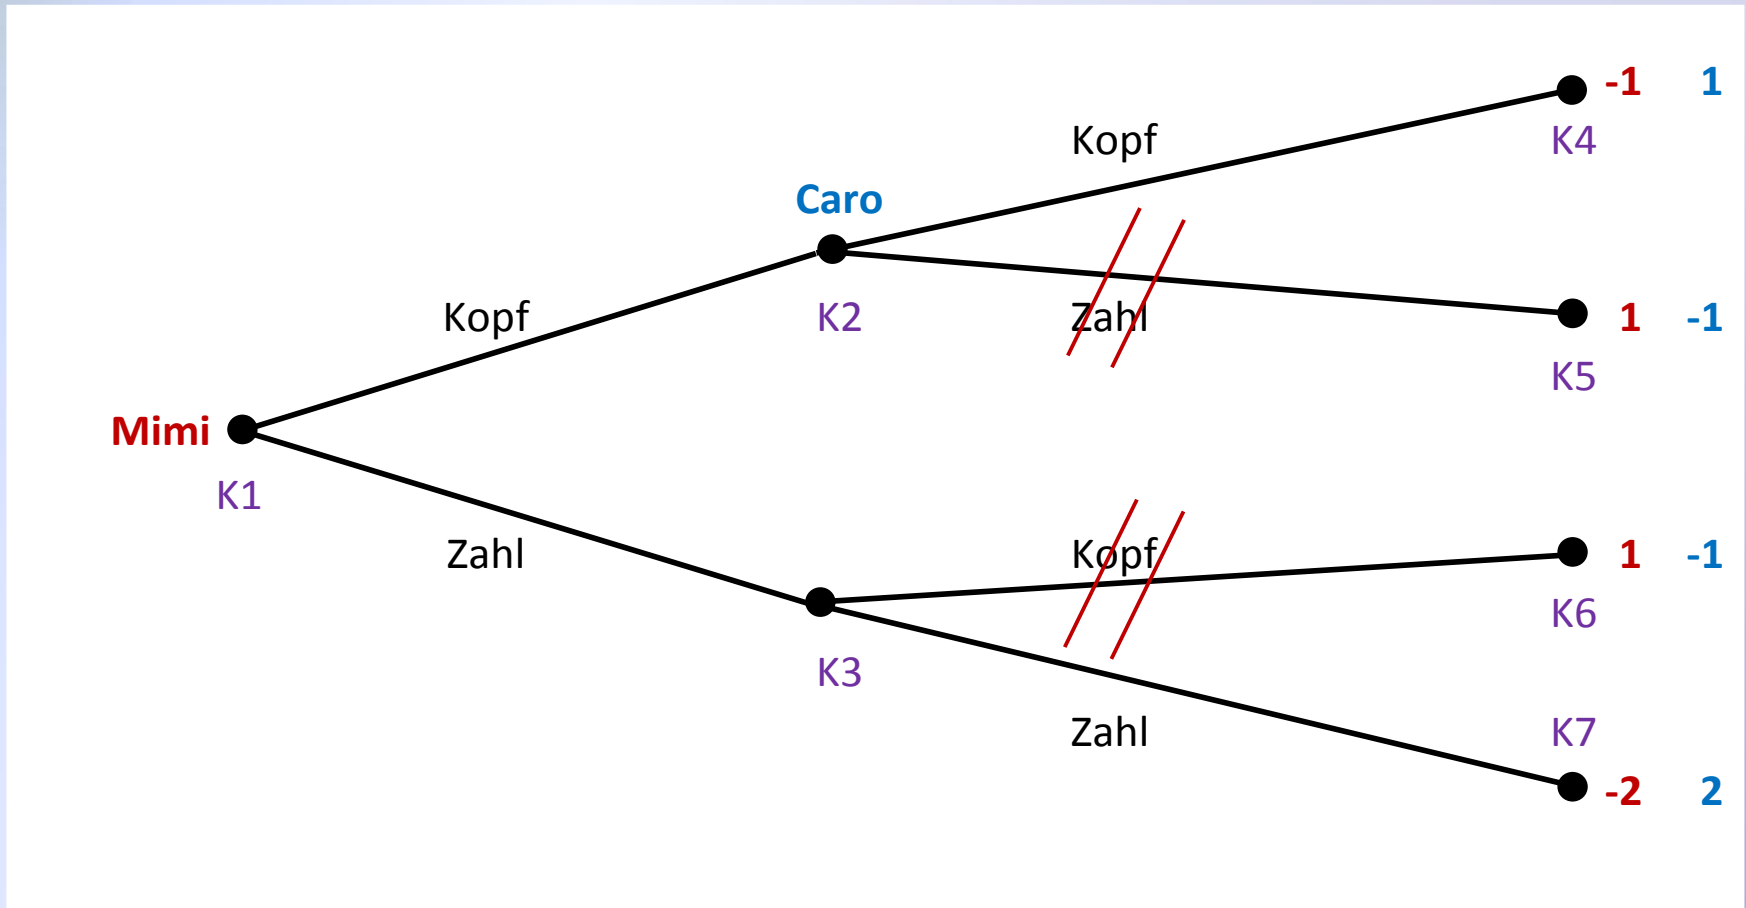 -1 1
Kopf K4
Caro
Kopf K2 Zahl 1 -1
K5
Mimi
K1
Zahl Kopf 1 -1
K6
K3
Zahl K7
-2 2